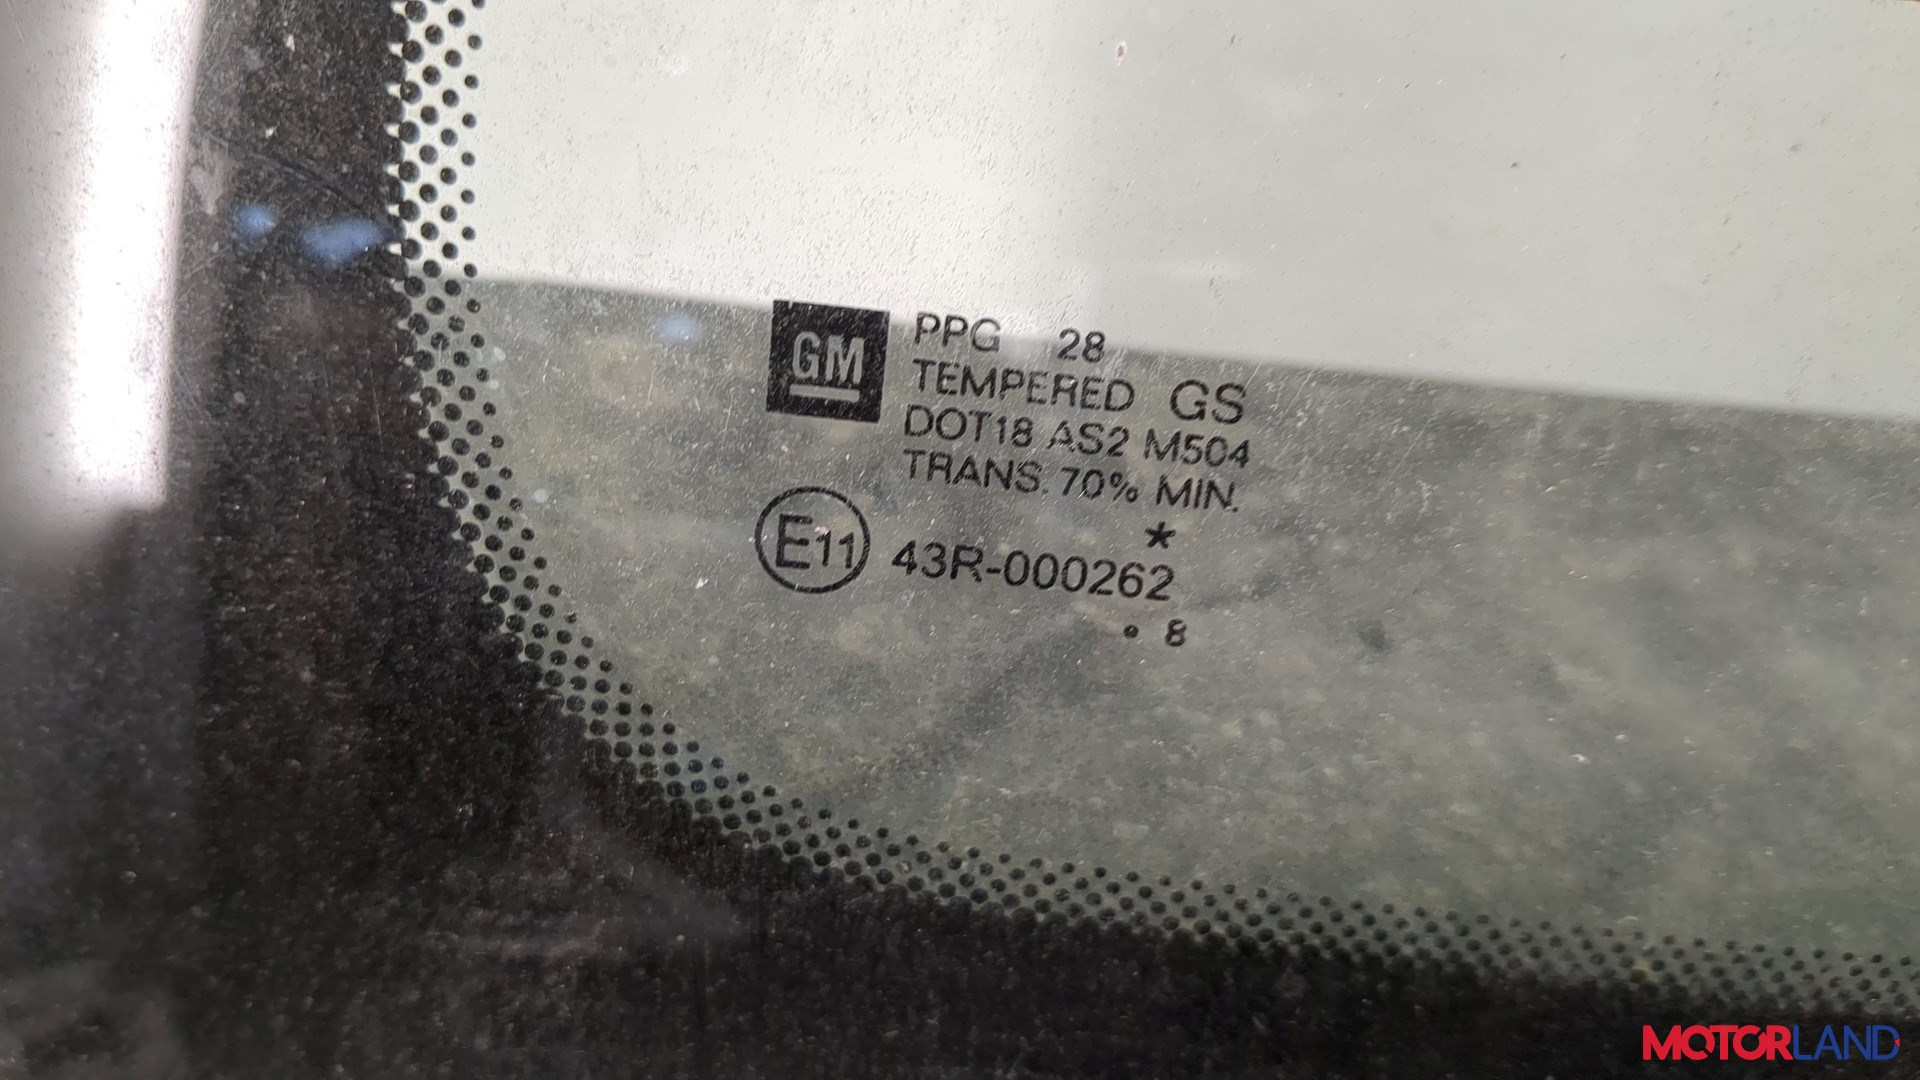 GM
PPG 28
TEMPERED GS
DOT18 AS2 M504
TRANS. 70% MIN.
*
E11 43R-000262
. 8
MOTORLAND